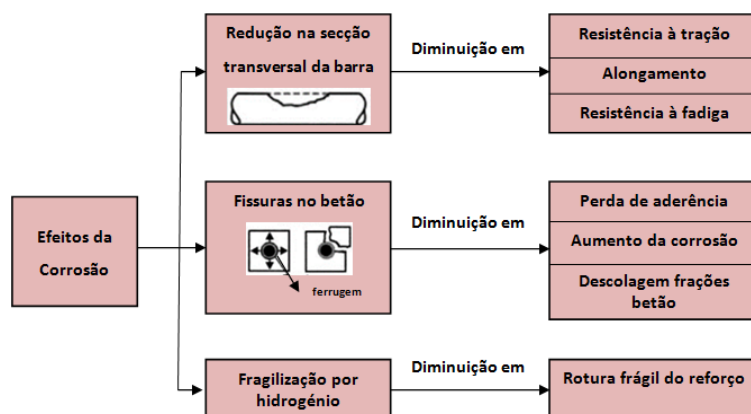 Efeitos da
Corrosão
Redução na secção
transversal da barra
Diminuição em
Resistência à tração
Alongamento
Resistência à fadiga
Fissuras no betão
ferrugem
Diminuição em
Perda de aderência
Aumento da corrosão
Descolagem frações
betão
Fragilização por
hidrogénio
Diminuição em
Rotura frágil do reforço